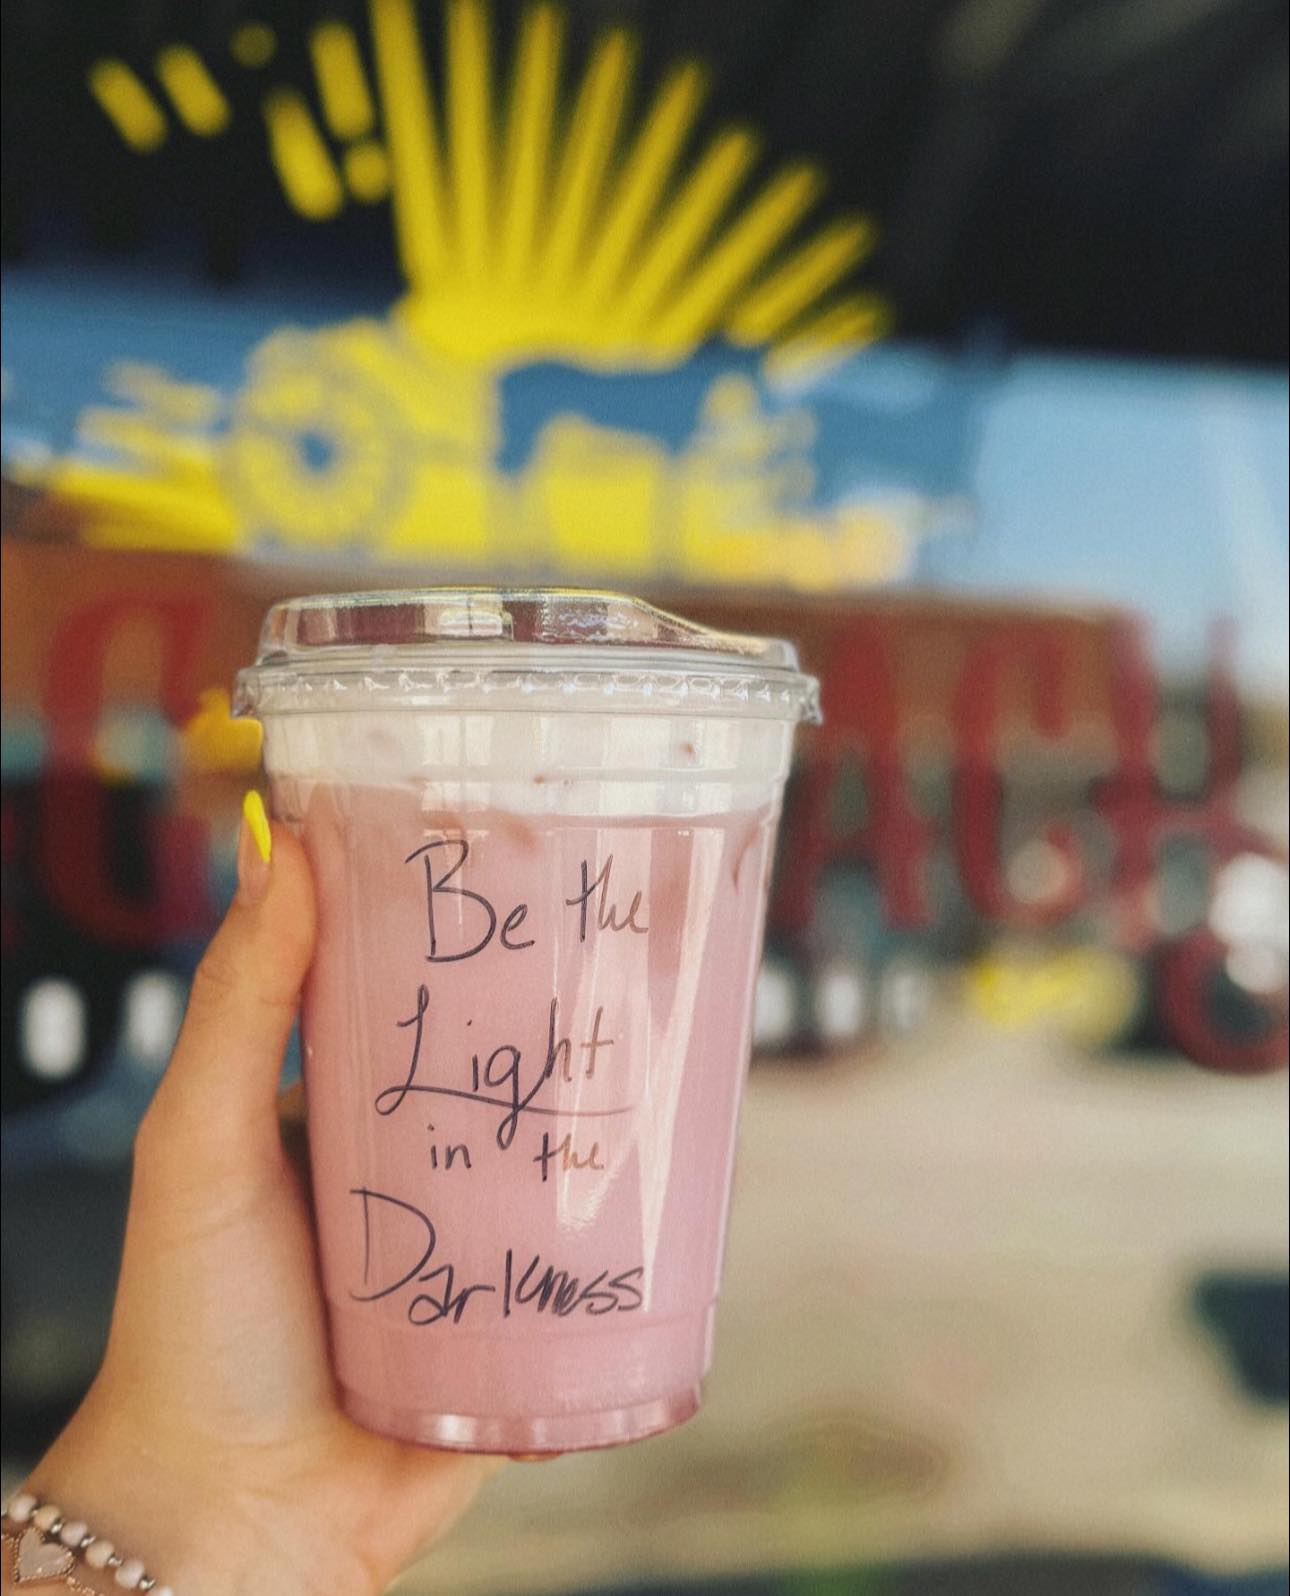 Be the
Light
in the
Darkness